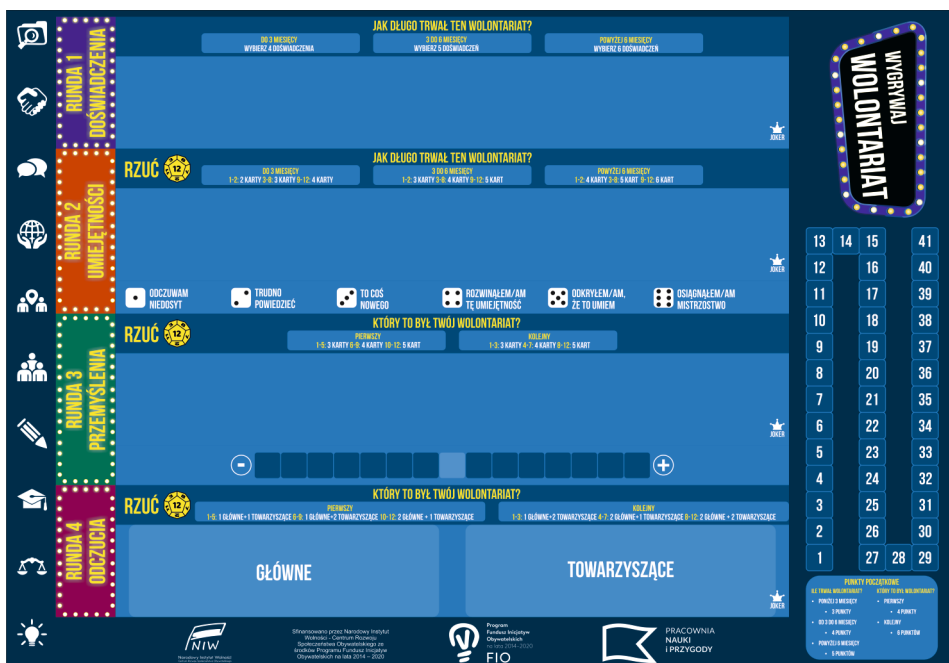 RUNDA 1
DOŚWIADCZENIA
JAK DŁUGO TRWAŁ TEN WOLONTARIAT?
DO 3 MIESIĘCY
WYBIERZ 4 DOŚWIADCZENIA
3 DO 6 MIESIĘCY
WYBIERZ 5 DOŚWIADCZEŃ
POWYŻEJ 6 MIESIĘCY
WYBIERZ 6 DOŚWIADCZEŃ
JOKER
RUNDA 2
UMIEJĘTNOŚCI
RZUĆ 12
JAK DŁUGO TRWAŁ TEN WOLONTARIAT?
DO 3 MIESIĘCY
1-2: 2 KARTY 3-8: 3 KARTY 9-12: 4 KARTY
3 DO 6 MIESIĘCY
1-2: 3 KARTY 3-8: 4 KARTY 9-12: 5 KART
POWYŻEJ 6 MIESIĘCY
1-2: 4 KARTY 3-8: 5 KART 9-12: 6 KART
JOKER
ODCZUWAM
NIEDOSYT
TRUDNO
POWIEDZIEĆ
TO COŚ
NOWEGO
ROZWINĄŁEM/AM
TĘ UMIEJĘTNOŚĆ
ODKRYŁEM/AM,
ŻE TO UMIEM
OSIĄGNĄŁEM/AM
MISTRZOSTWO
RUNDA 3
PRZEMYŚLENIA
RZUĆ 12
KTÓRY TO BYŁ TWÓJ WOLONTARIAT?
PIERWSZY
1-5: 3 KARTY 6-9: 4 KARTY 10-12: 5 KART
KOLEJNY
1-3: 3 KARTY 4-7: 4 KARTY 8-12: 5 KART
JOKER
- +
RUNDA 4
ODCZUCIA
RZUĆ 12
KTÓRY TO BYŁ TWÓJ WOLONTARIAT?
PIERWSZY
1-5: 1 GŁÓWNE+1 TOWARZYSZĄCE 6-9: 1 GŁÓWNE+2 TOWARZYSZĄCE 10-12: 2 GŁÓWNE + 1 TOWARZYSZĄCE
KOLEJNY
1-3: 1 GŁÓWNE+2 TOWARZYSZĄCE 4-7: 2 GŁÓWNE+1 TOWARZYSZĄCE 8-12: 2 GŁÓWNE + 2 TOWARZYSZĄCE
GŁÓWNE
TOWARZYSZĄCE
JOKER
WYGRYWAJ
WOLONTARIAT
13 14 15 41
12 16 40
11 17 39
10 18 38
9 19 37
8 20 36
7 21 35
6 22 34
5 23 33
4 24 32
3 25 31
2 26 30
1 27 28 29
PUNKTY POCZĄTKOWE
ILE TRWAŁ WOLONTARIAT?
• PONIŻEJ 3 MIESIĘCY
• 3 PUNKTY
• OD 3 DO 6 MIESIĘCY
• 4 PUNKTY
• POWYŻEJ 6 MIESIĘCY
• 5 PUNKTÓW
KTÓRY TO BYŁ WOLONTARIAT?
• PIERWSZY
• 4 PUNKTY
• KOLEJNY
• 6 PUNKTÓW
NIW
Narodowy Instytut Wolności
Sfinansowano przez Narodowy Instytut
Wolności - Centrum Rozwoju
Społeczeństwa Obywatelskiego ze
środków Programu Fundusz Inicjatyw
Obywatelskich na lata 2014 – 2020
Program
Fundusz Inicjatyw
Obywatelskich
na lata 2014-2020
FIO
PRACOWNIA
NAUKI
I PRZYGODY